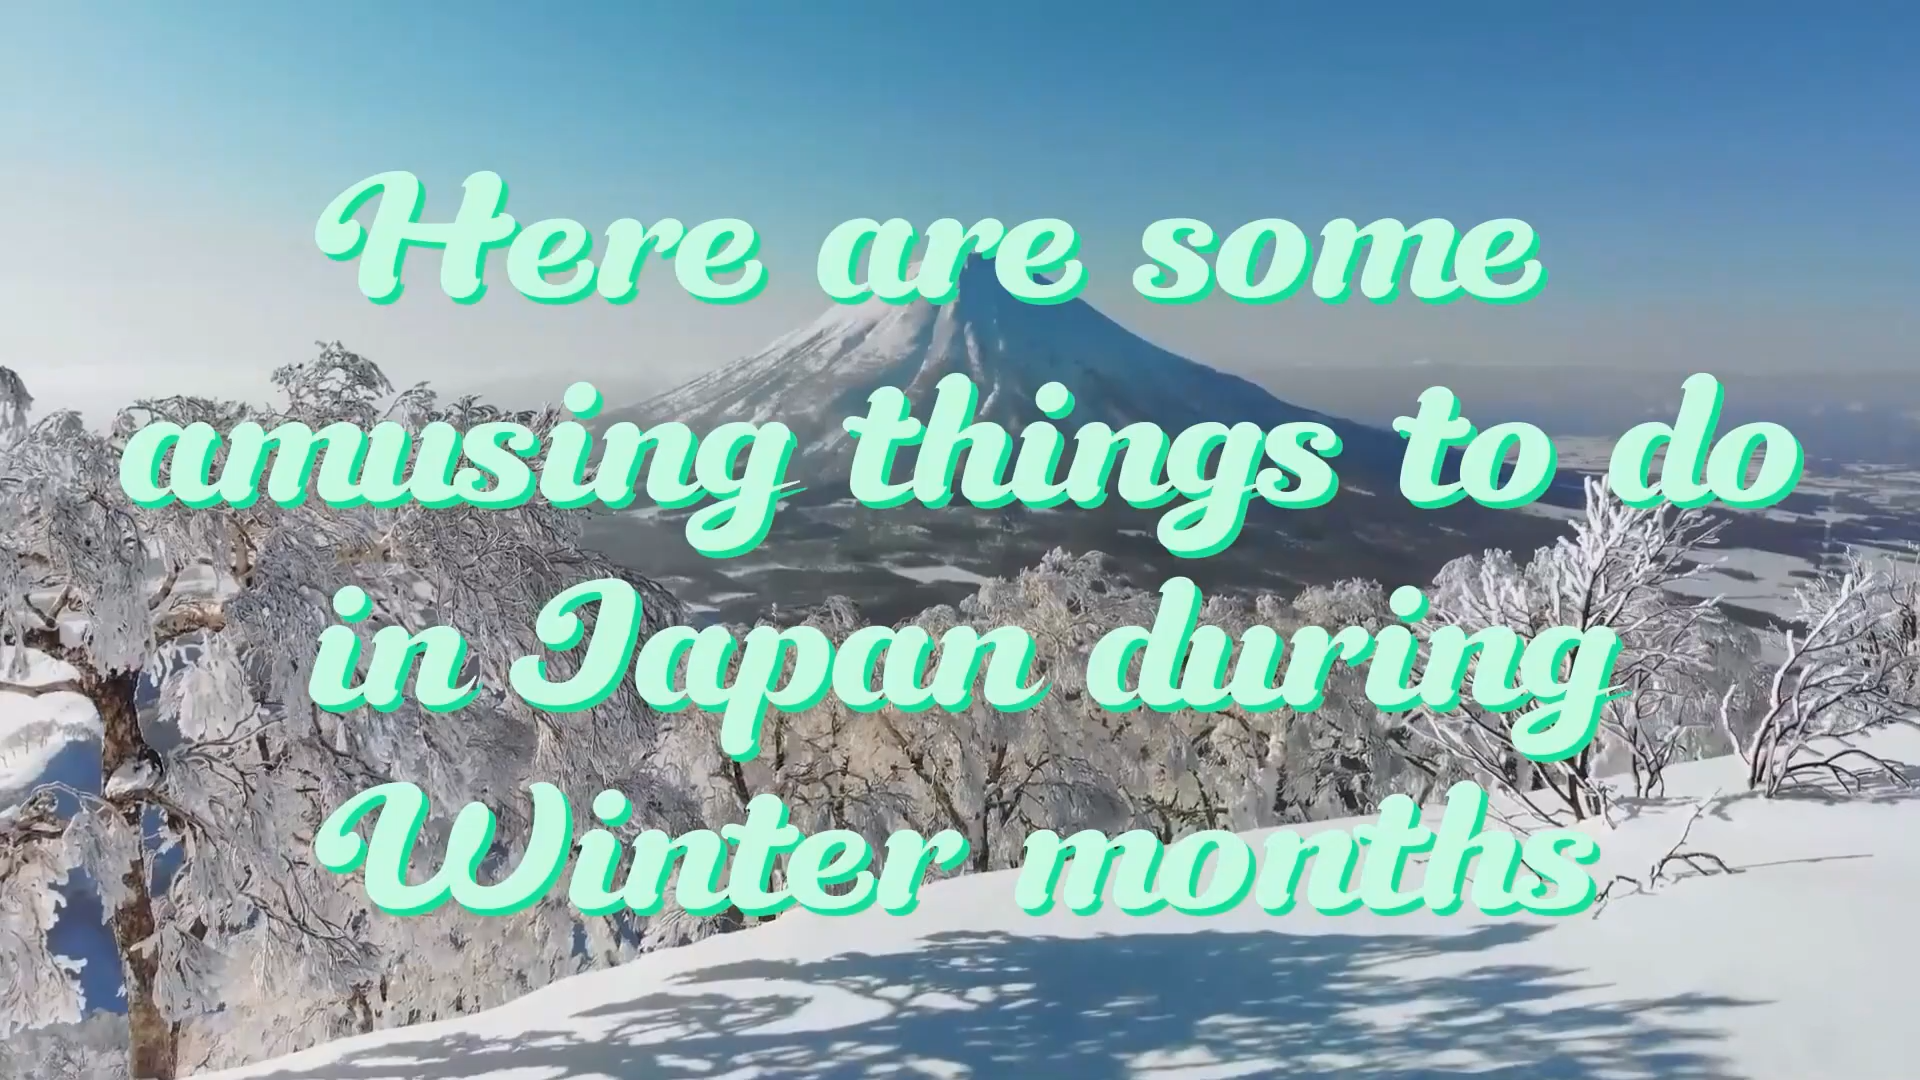 Here are some
amusing things to do
in Japan during
Winter months